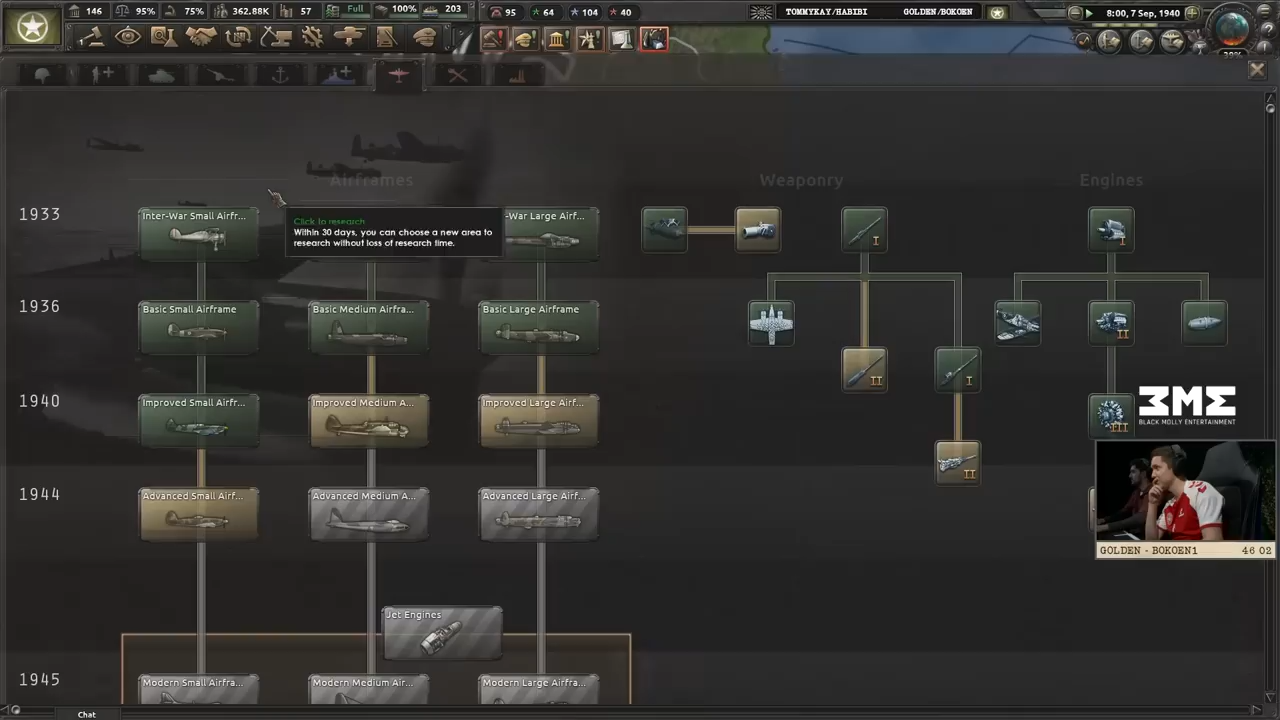 146 95% 75% 362.88K 57 Full 100% 203 95 64 104 40 TOMMYKAY/HABIBI GOLDEN/BOKOEN 8:00, 7 Sep, 1940
39%
Airframes Weaponry Engines
1933
Inter-War Small Airfr...
-War Large Airf...
Click to research
Within 30 days, you can choose a new area to
research without loss of research time.
I
I
1936
Basic Small Airframe
Basic Medium Airfra...
Basic Large Airframe
II
II
I
1940
Improved Small Airfr...
Improved Medium A...
Improved Large Airf...
III
3ME
BLACK MOLLY ENTERTAINMENT
II
1944
Advanced Small Airf...
Advanced Medium A...
Advanced Large Airf...
GOLDEN - BOKOEN1 46 02
Jet Engines
1945
Modern Small Airfra...
Modern Medium Air...
Modern Large Airfra...
Chat